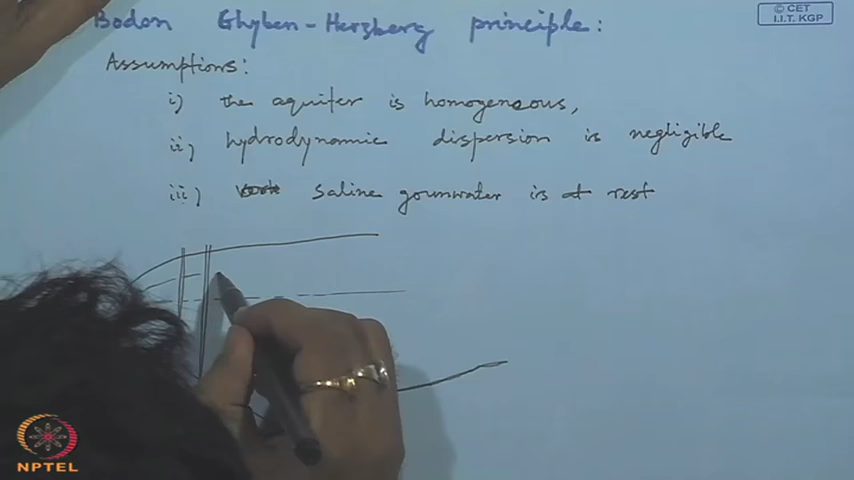 Badon Ghyben-Herzberg principle:
© CET
I.I.T. KGP
Assumptions:
i) the aquifer is homogeneous,
ii) hydrodynamic dispersion is negligible
iii) saline gounwater is at rest
NPTEL